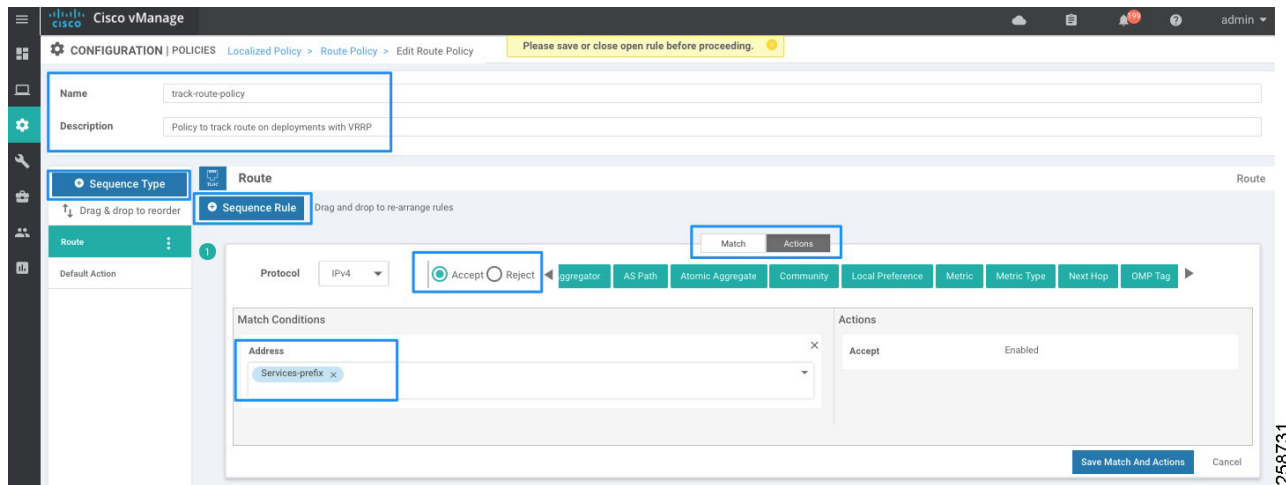 cisco Cisco vManage 199 admin
CONFIGURATION | POLICIES Localized Policy > Route Policy > Edit Route Policy
Please save or close open rule before proceeding.
Name track-route-policy
Description Policy to track route on deployments with VRRP
Sequence Type
Drag & drop to reorder
Route
Default Action
TLOC Route Route
Sequence Rule Drag and drop to re-arrange rules
Match Actions
1
Protocol IPv4 Accept Reject ggregator AS Path Atomic Aggregate Community Local Preference Metric Metric Type Next Hop OMP Tag
Match Conditions Actions
Address
Services-prefix
Accept Enabled
Save Match And Actions Cancel
258731